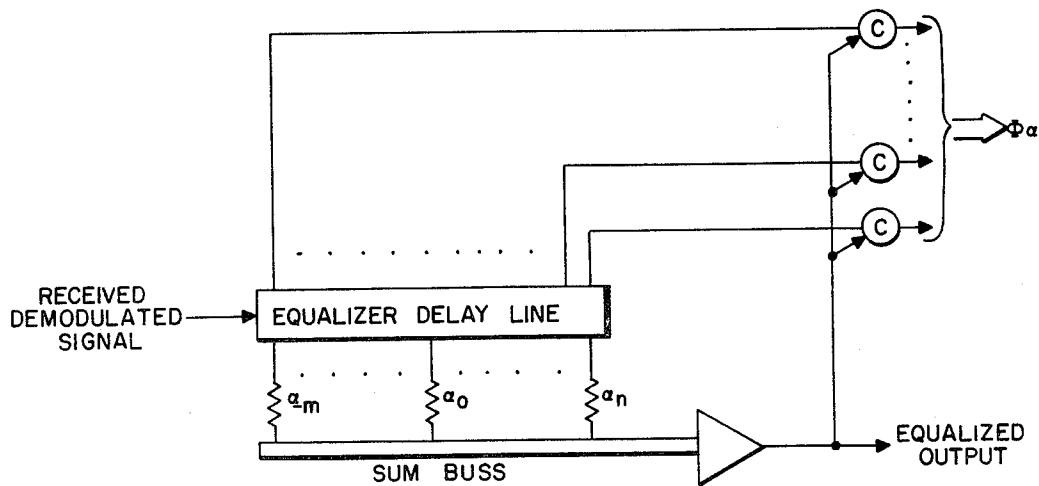 C
C
Φα
C
RECEIVED
DEMODULATED
SIGNAL
EQUALIZER DELAY LINE
α-m
α0
αn
SUM BUSS
EQUALIZED
OUTPUT